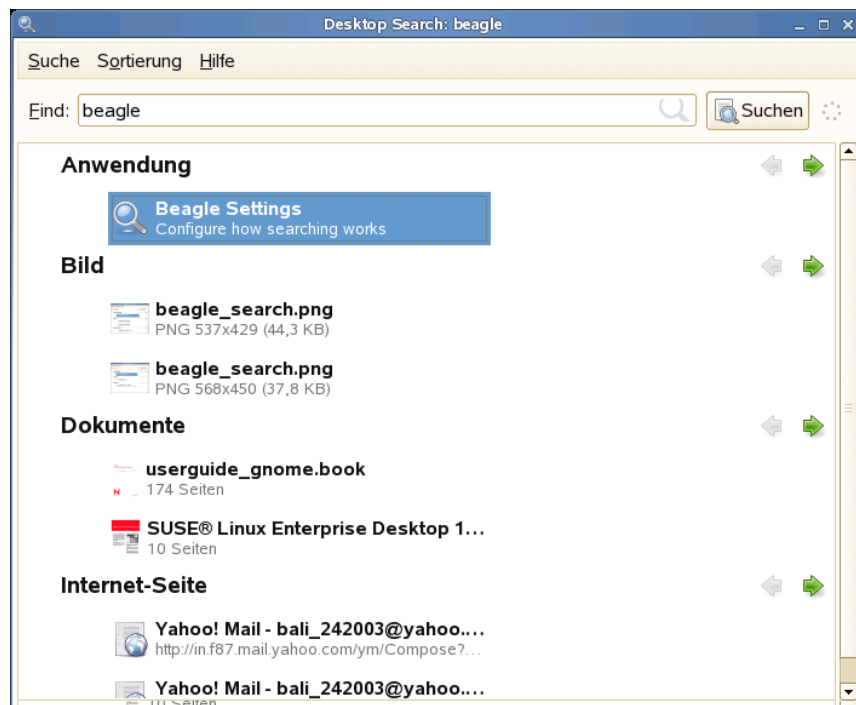 Desktop Search: beagle
Suche Sortierung Hilfe
Find: beagle Suchen
Anwendung
Beagle Settings
Configure how searching works
Bild
beagle_search.png
PNG 537x429 (44,3 KB)
beagle_search.png
PNG 568x450 (37,8 KB)
Dokumente
userguide_gnome.book
174 Seiten
SUSE® Linux Enterprise Desktop 1...
10 Seiten
Internet-Seite
Yahoo! Mail - bali_242003@yahoo....
http://in.f87.mail.yahoo.com/ym/Compose?...
Yahoo! Mail - bali_242003@yahoo....
10 Seiten